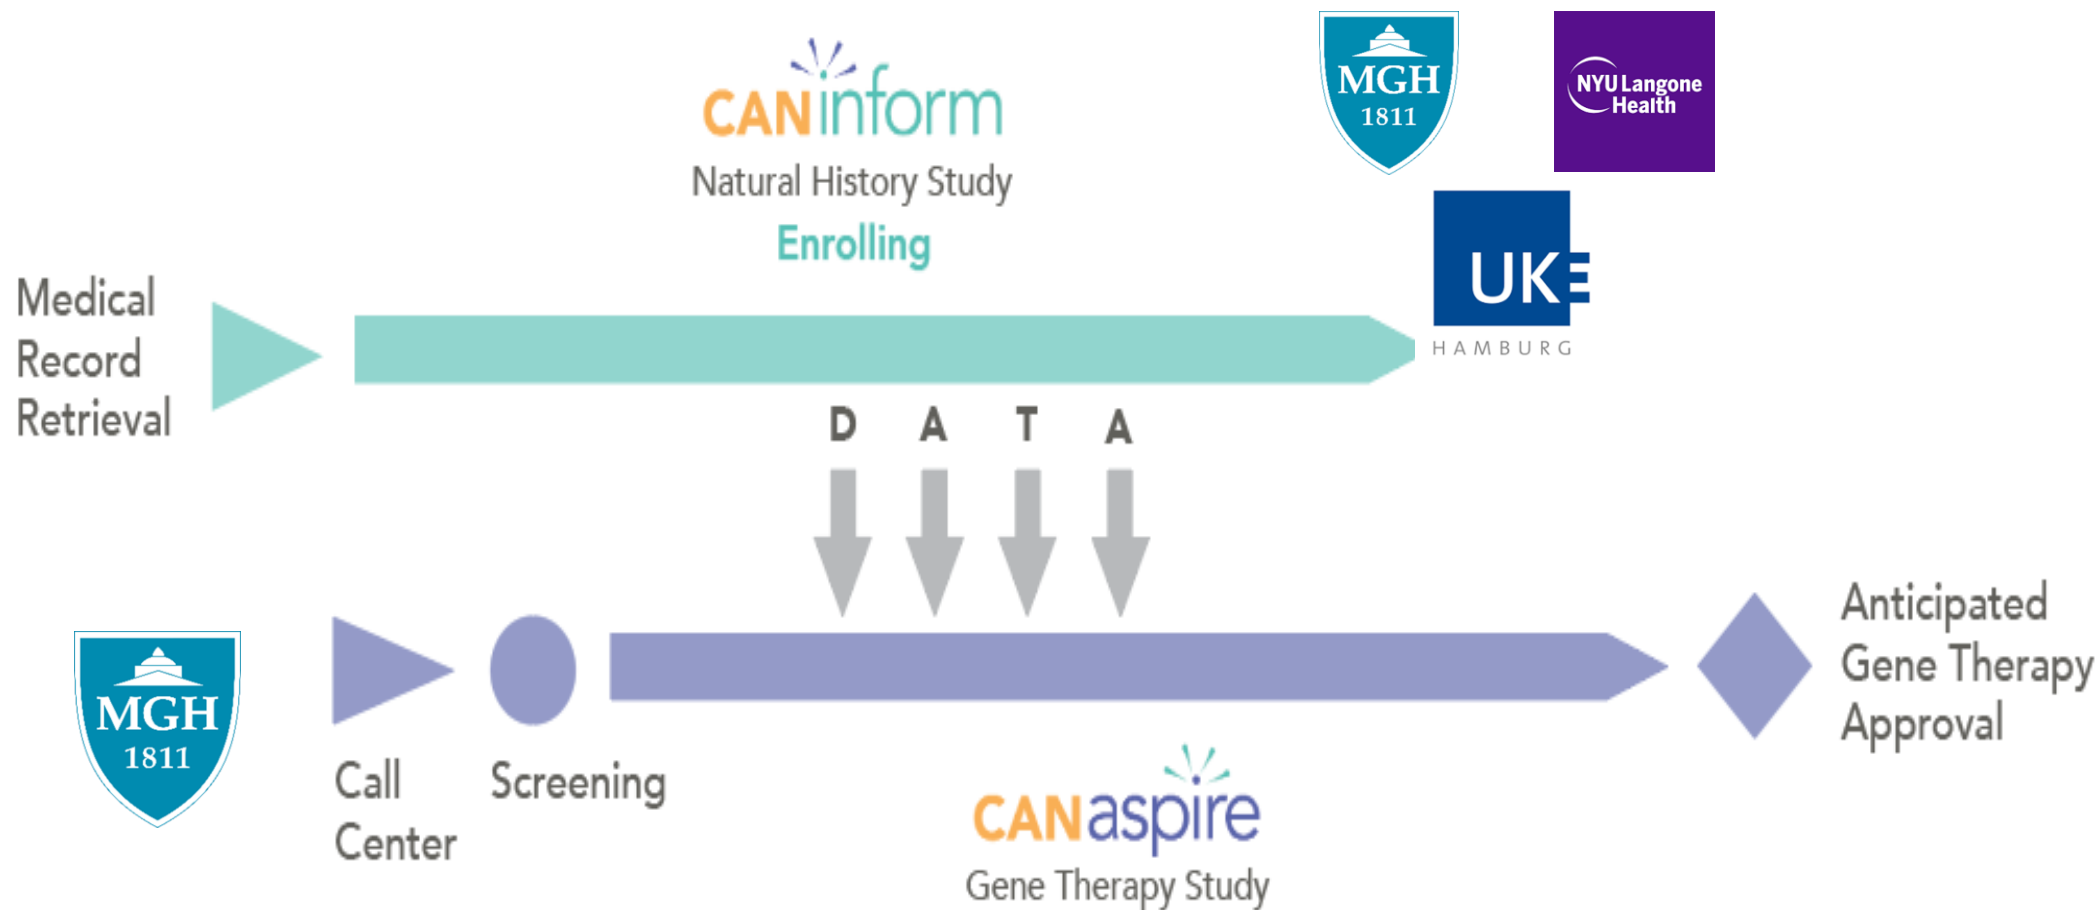 CANinform
Natural History Study
Enrolling
MGH
1811
NYU Langone
Health
UKE
HAMBURG
Medical
Record
Retrieval
D A T A
MGH
1811
Call
Center
Screening
CANaspire
Gene Therapy Study
Anticipated
Gene Therapy
Approval